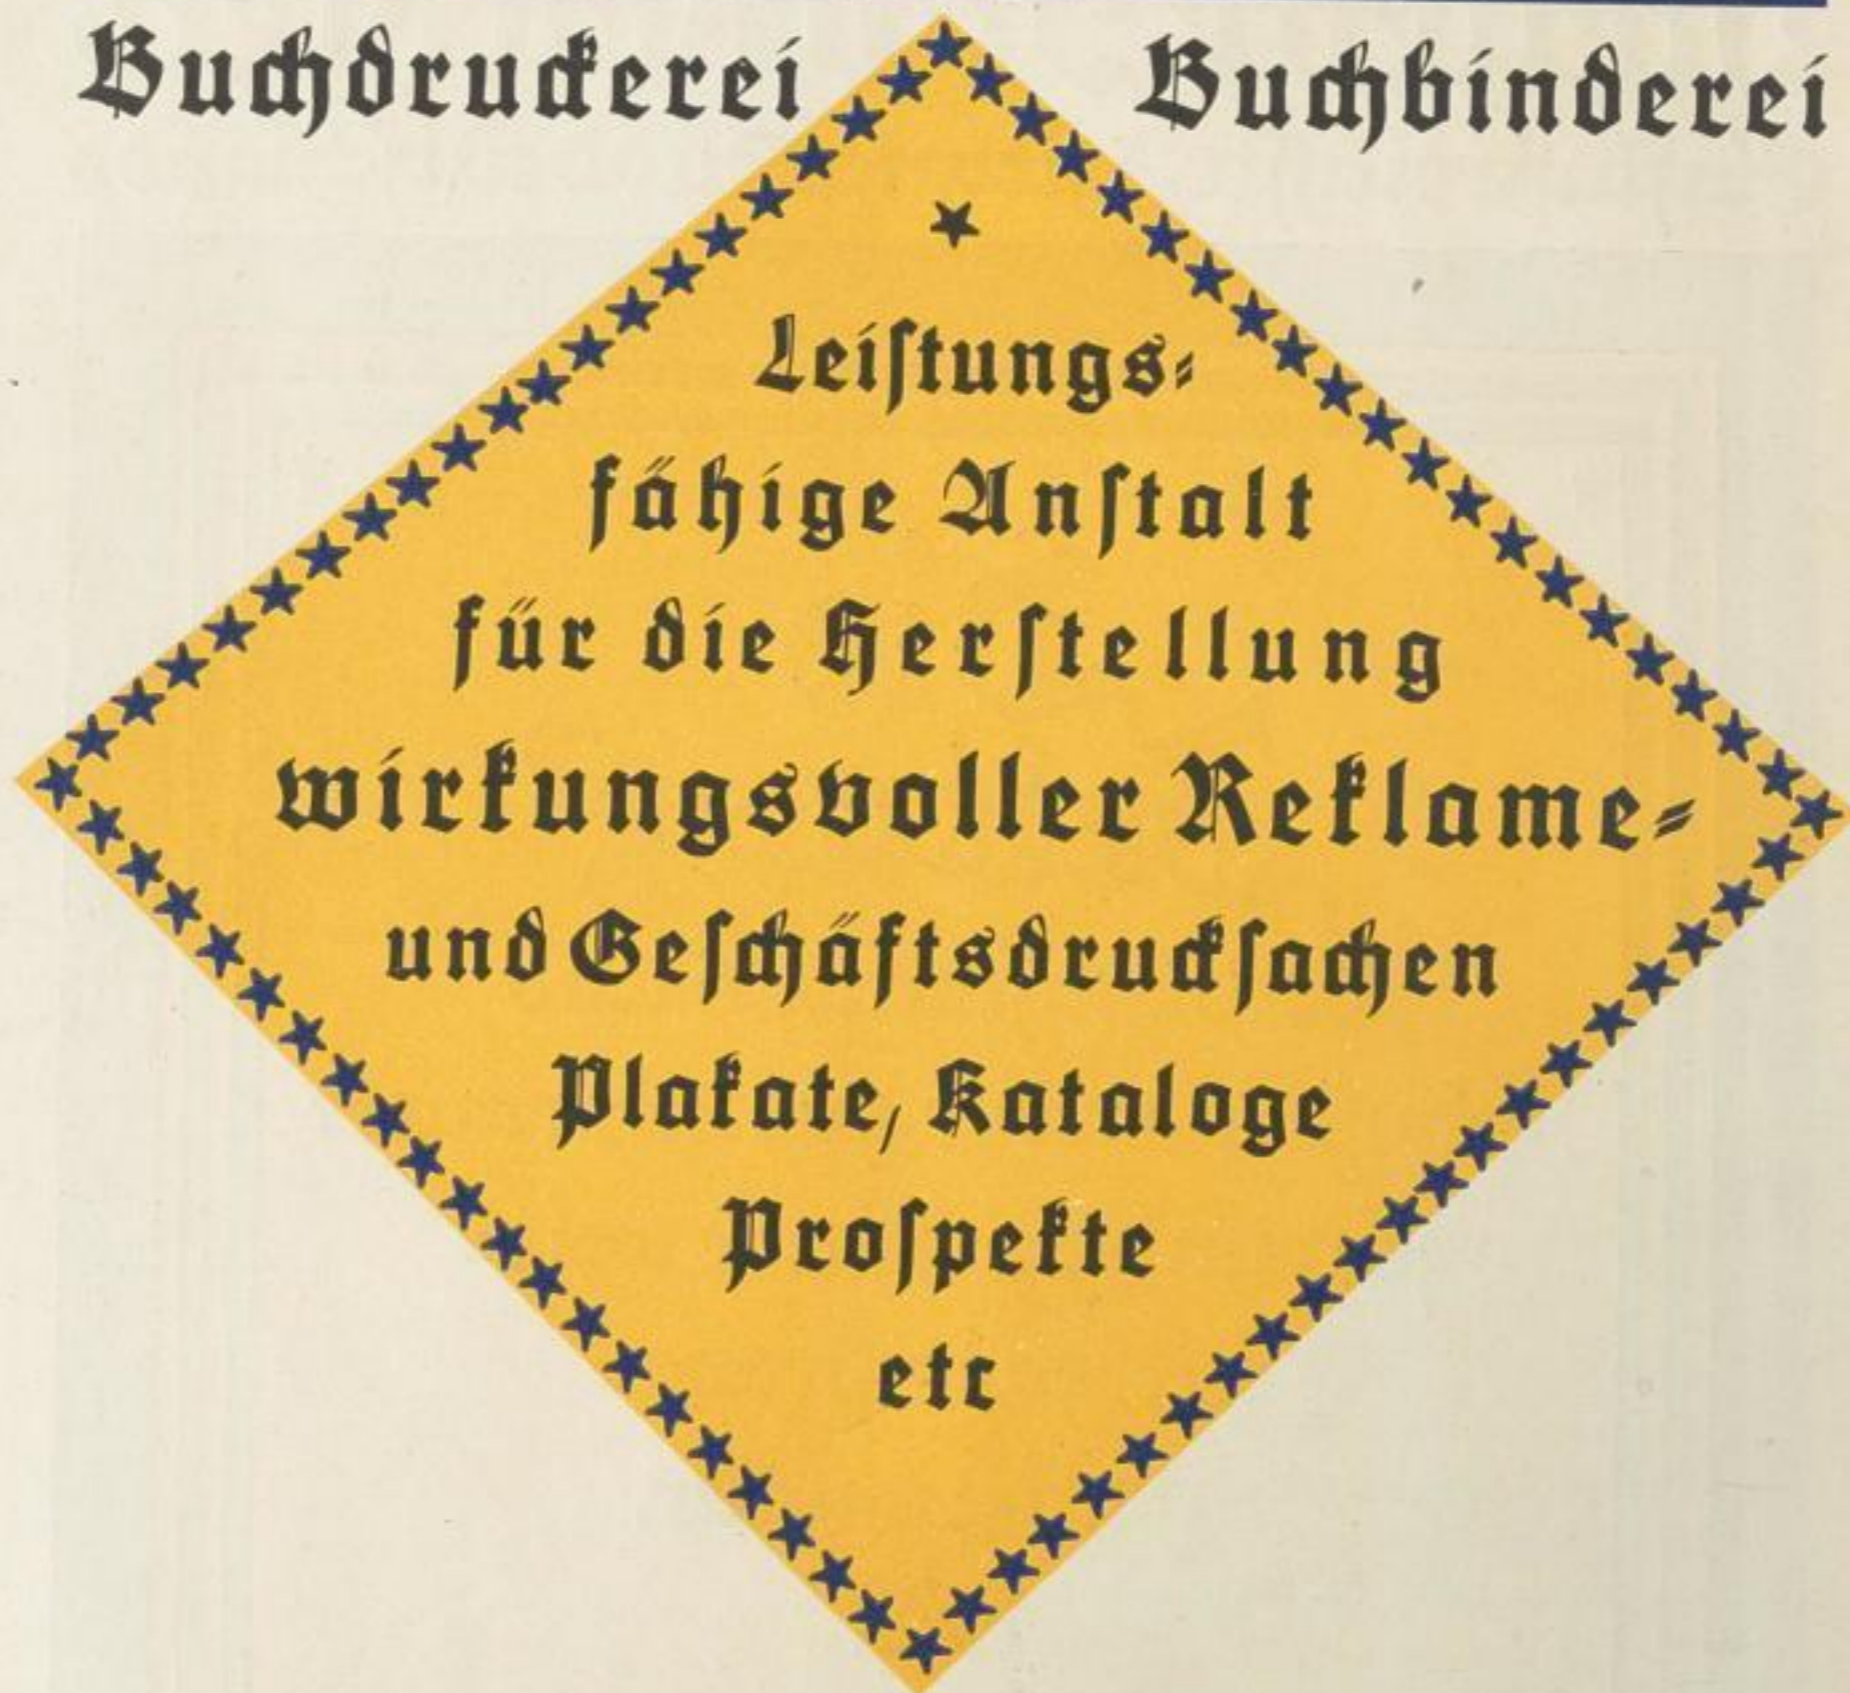 Buchdruckerei Buchbinderei
Leiſtungs⸗
fähige Anſtalt
für die Herſtellung
wirkungsvoller Reklame⸗
und Geſchäftsdruckſachen
Plakate, Kataloge
Proſpekte
etc